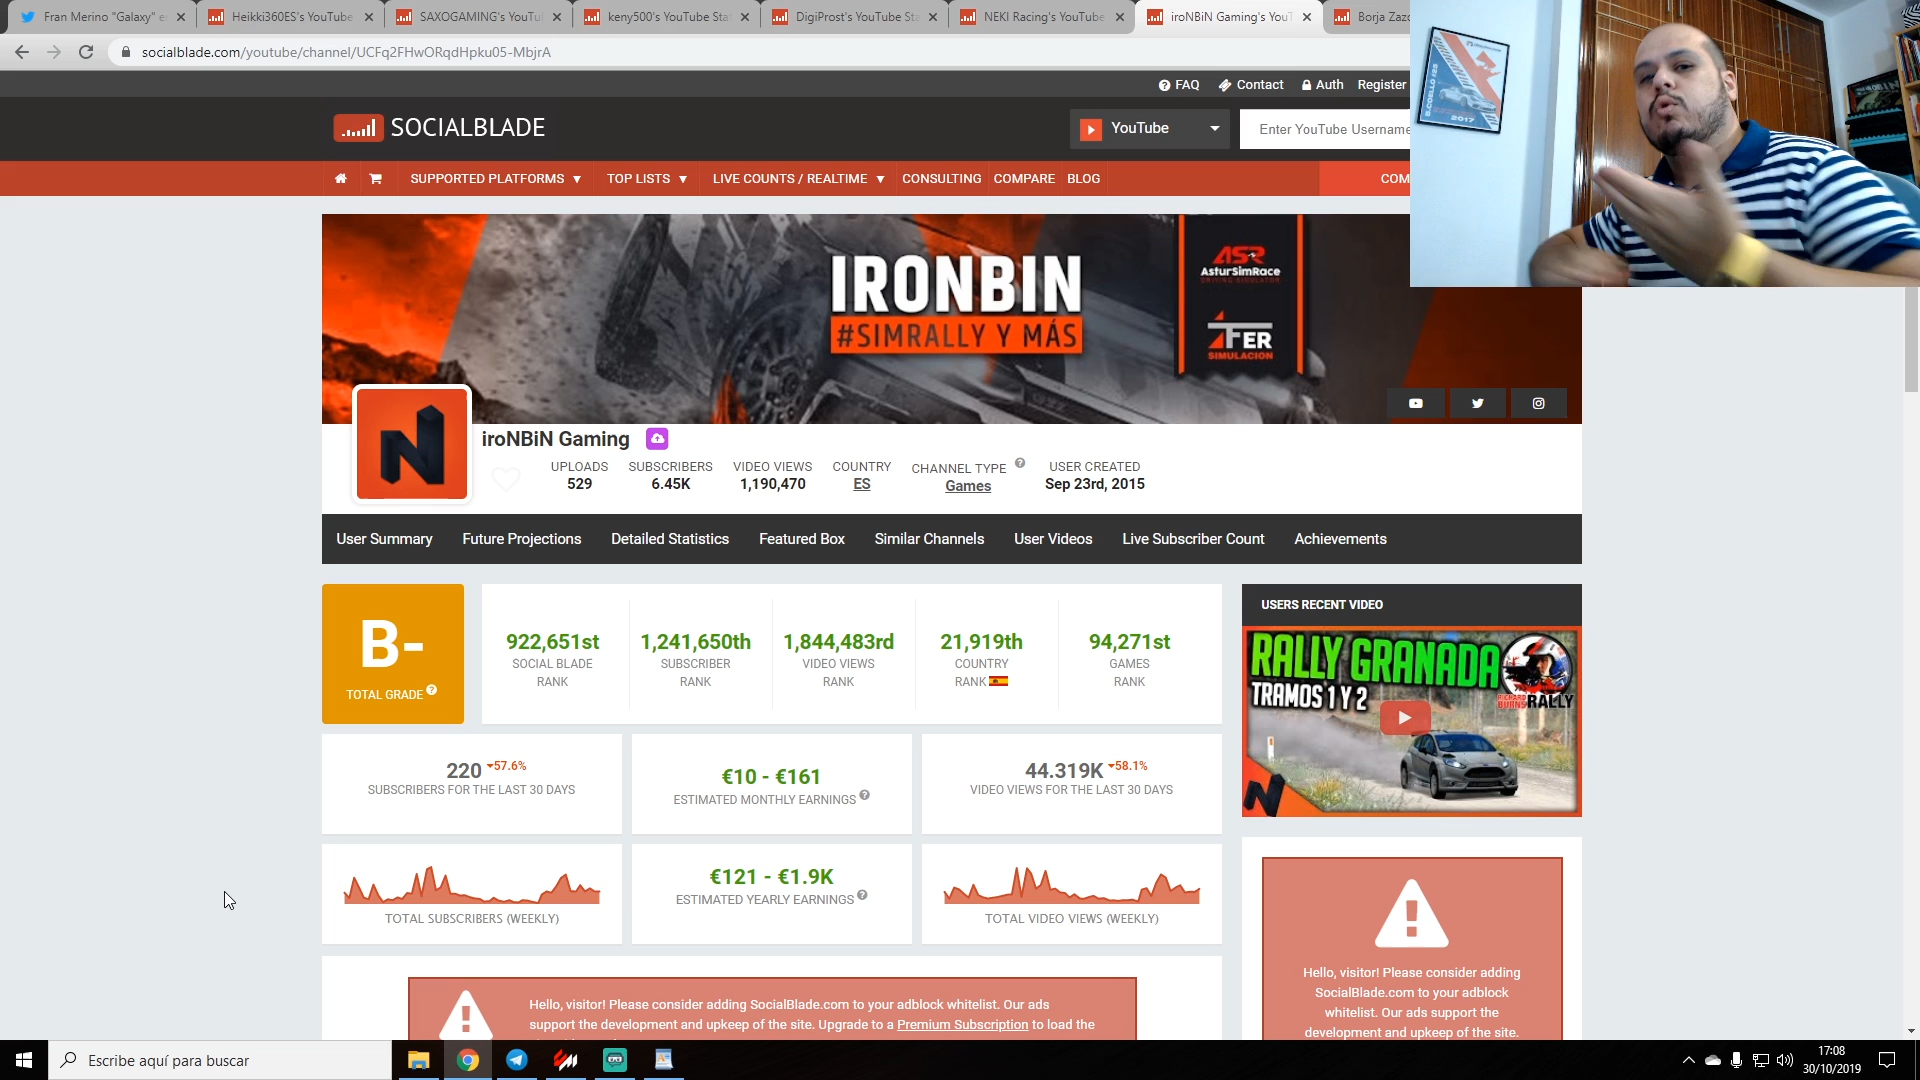 Fran Merino "Galaxy" e
Heikki360ES's YouTube
SAXOGAMING's YouTu
keny500's YouTube Stat
DigiProst's YouTube Sta
NEKI Racing's YouTube
iroNBiN Gaming's YouT
Borja Zazo
socialblade.com/youtube/channel/UCFq2FHwORqdHpku05-MbjrA
FAQ Contact Auth Register
SOCIALBLADE
YouTube
Enter YouTube Username
SUPPORTED PLATFORMS TOP LISTS LIVE COUNTS / REALTIME CONSULTING COMPARE BLOG
COM
B.COELLO #25
2017
IRONBIN
#SIMRALLY Y MÁS
ASR
AsturSimRace
DRIVING SIMULATOR
FER
SIMULACION
N
iroNBiN Gaming
UPLOADS SUBSCRIBERS VIDEO VIEWS COUNTRY CHANNEL TYPE USER CREATED
529 6.45K 1,190,470 ES Games Sep 23rd, 2015
User Summary Future Projections Detailed Statistics Featured Box Similar Channels User Videos Live Subscriber Count Achievements
B-
TOTAL GRADE
922,651st
SOCIAL BLADE
RANK
1,241,650th
SUBSCRIBER
RANK
1,844,483rd
VIDEO VIEWS
RANK
21,919th
COUNTRY
RANK
94,271st
GAMES
RANK
USERS RECENT VIDEO
RALLY GRANADA
TRAMOS 1 Y 2
RICHARD
BURNS
RALLY
220 57.6%
SUBSCRIBERS FOR THE LAST 30 DAYS
€10 - €161
ESTIMATED MONTHLY EARNINGS
44.319K 58.1%
VIDEO VIEWS FOR THE LAST 30 DAYS
TOTAL SUBSCRIBERS (WEEKLY)
€121 - €1.9K
ESTIMATED YEARLY EARNINGS
TOTAL VIDEO VIEWS (WEEKLY)
Hello, visitor! Please consider adding SocialBlade.com to your adblock whitelist. Our ads
support the development and upkeep of the site. Upgrade to a Premium Subscription to load the
Hello, visitor! Please consider adding
SocialBlade.com to your adblock
whitelist. Our ads support the
development and upkeep of the site.
Escribe aquí para buscar
17:08
30/10/2019